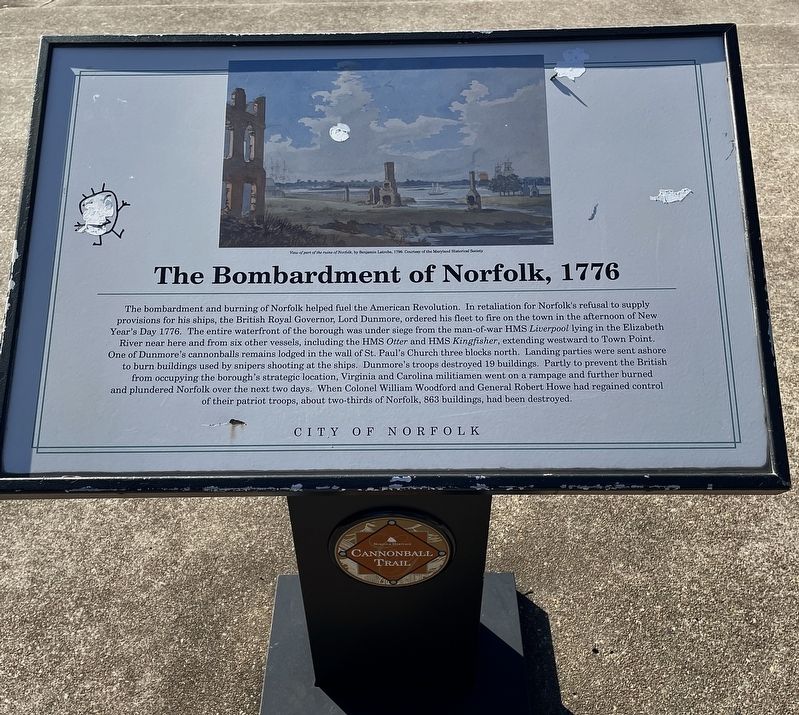 View of part of the ruins of Norfolk, by Benjamin Latrobe, 1796. Courtesy of the Maryland Historical Society
The Bombardment of Norfolk, 1776
The bombardment and burning of Norfolk helped fuel the American Revolution. In retaliation for Norfolk's refusal to supply
provisions for his ships, the British Royal Governor, Lord Dunmore, ordered his fleet to fire on the town in the afternoon of New
Year's Day 1776. The entire waterfront of the borough was under siege from the man-of-war HMS Liverpool lying in the Elizabeth
River near here and from six other vessels, including the HMS Otter and HMS Kingfisher, extending westward to Town Point.
One of Dunmore's cannonballs remains lodged in the wall of St. Paul's Church three blocks north. Landing parties were sent ashore
to burn buildings used by snipers shooting at the ships. Dunmore's troops destroyed 19 buildings. Partly to prevent the British
from occupying the borough's strategic location, Virginia and Carolina militiamen went on a rampage and further burned
and plundered Norfolk over the next two days. When Colonel William Woodford and General Robert Howe had regained control
of their patriot troops, about two-thirds of Norfolk, 863 buildings, had been destroyed.
CITY OF NORFOLK
CANNONBALL
TRAIL